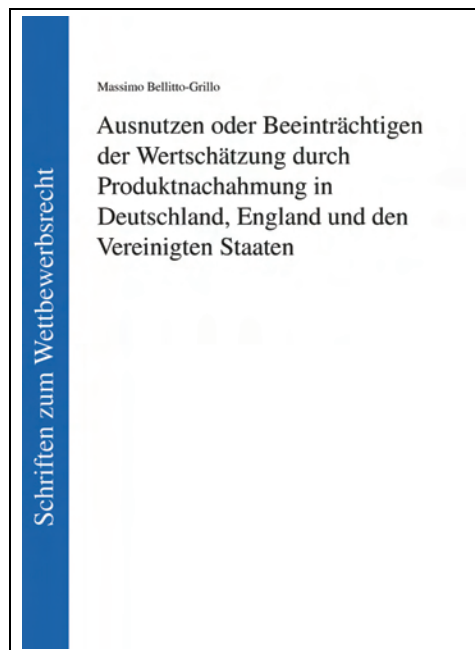 Massimo Bellitto-Grillo
Ausnutzen oder Beeinträchtigen
der Wertschätzung durch
Produktnachahmung in
Deutschland, England und den
Vereinigten Staaten
Schriften zum Wettbewerbsrecht